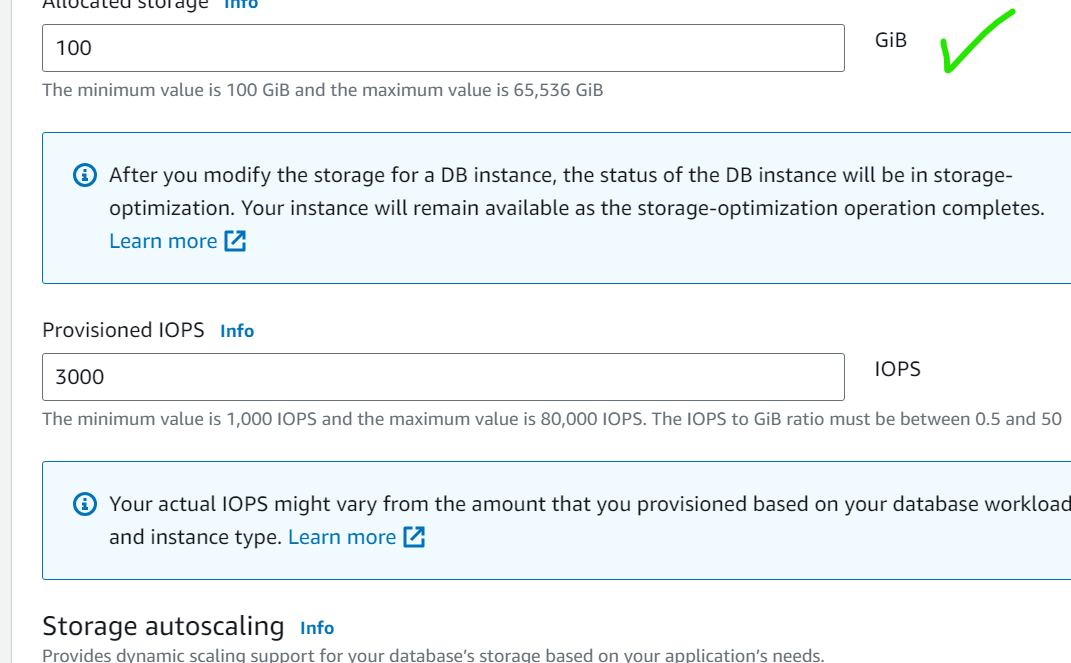 Allocated storage Info
100
GiB
The minimum value is 100 GiB and the maximum value is 65,536 GiB
After you modify the storage for a DB instance, the status of the DB instance will be in storage-
optimization. Your instance will remain available as the storage-optimization operation completes.
Learn more
Provisioned IOPS Info
3000
IOPS
The minimum value is 1,000 IOPS and the maximum value is 80,000 IOPS. The IOPS to GiB ratio must be between 0.5 and 50
Your actual IOPS might vary from the amount that you provisioned based on your database workload
and instance type. Learn more
Storage autoscaling Info
Provides dynamic scaling support for your database's storage based on your application's needs.